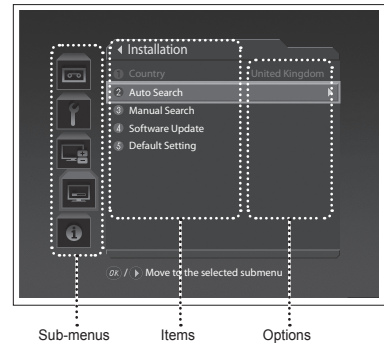 Installation
1 Country United Kingdom
2 Auto Search
3 Manual Search
4 Software Update
5 Default Setting
OK / Move to the selected submenu
Sub-menus Items Options